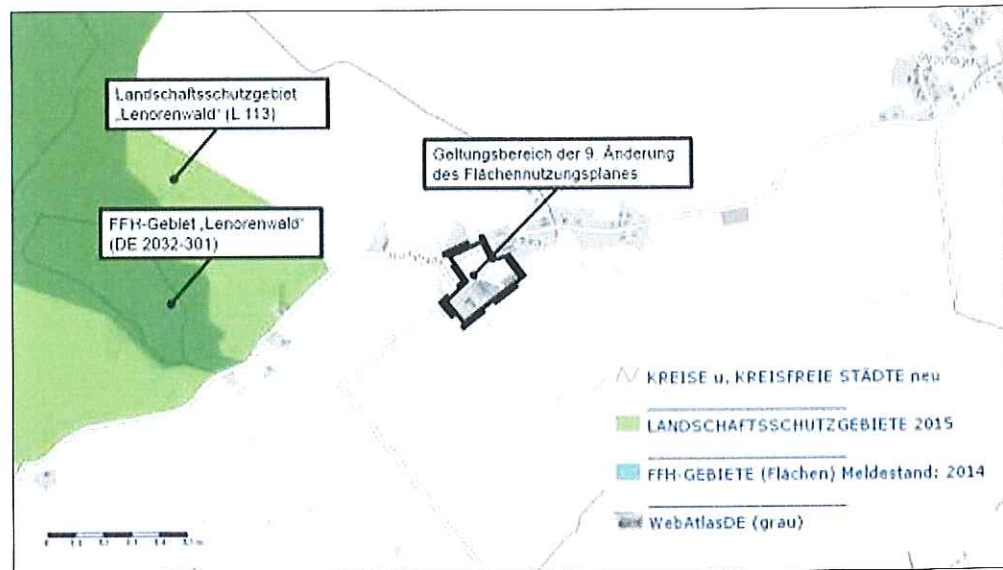 Landschaftsschutzgebiet
„Lenorenwald“ (L 113)
Geltungsbereich der 9. Änderung
des Flächennutzungsplanes
FFH-Gebiet „Lenorenwald“
(DE 2032-301)
KREISE u. KREISFREIE STÄDTE neu
LANDSCHAFTSSCHUTZGEBIETE 2015
FFH-GEBIETE (Flächen) Meldestand: 2014
WebAtlasDE (grau)